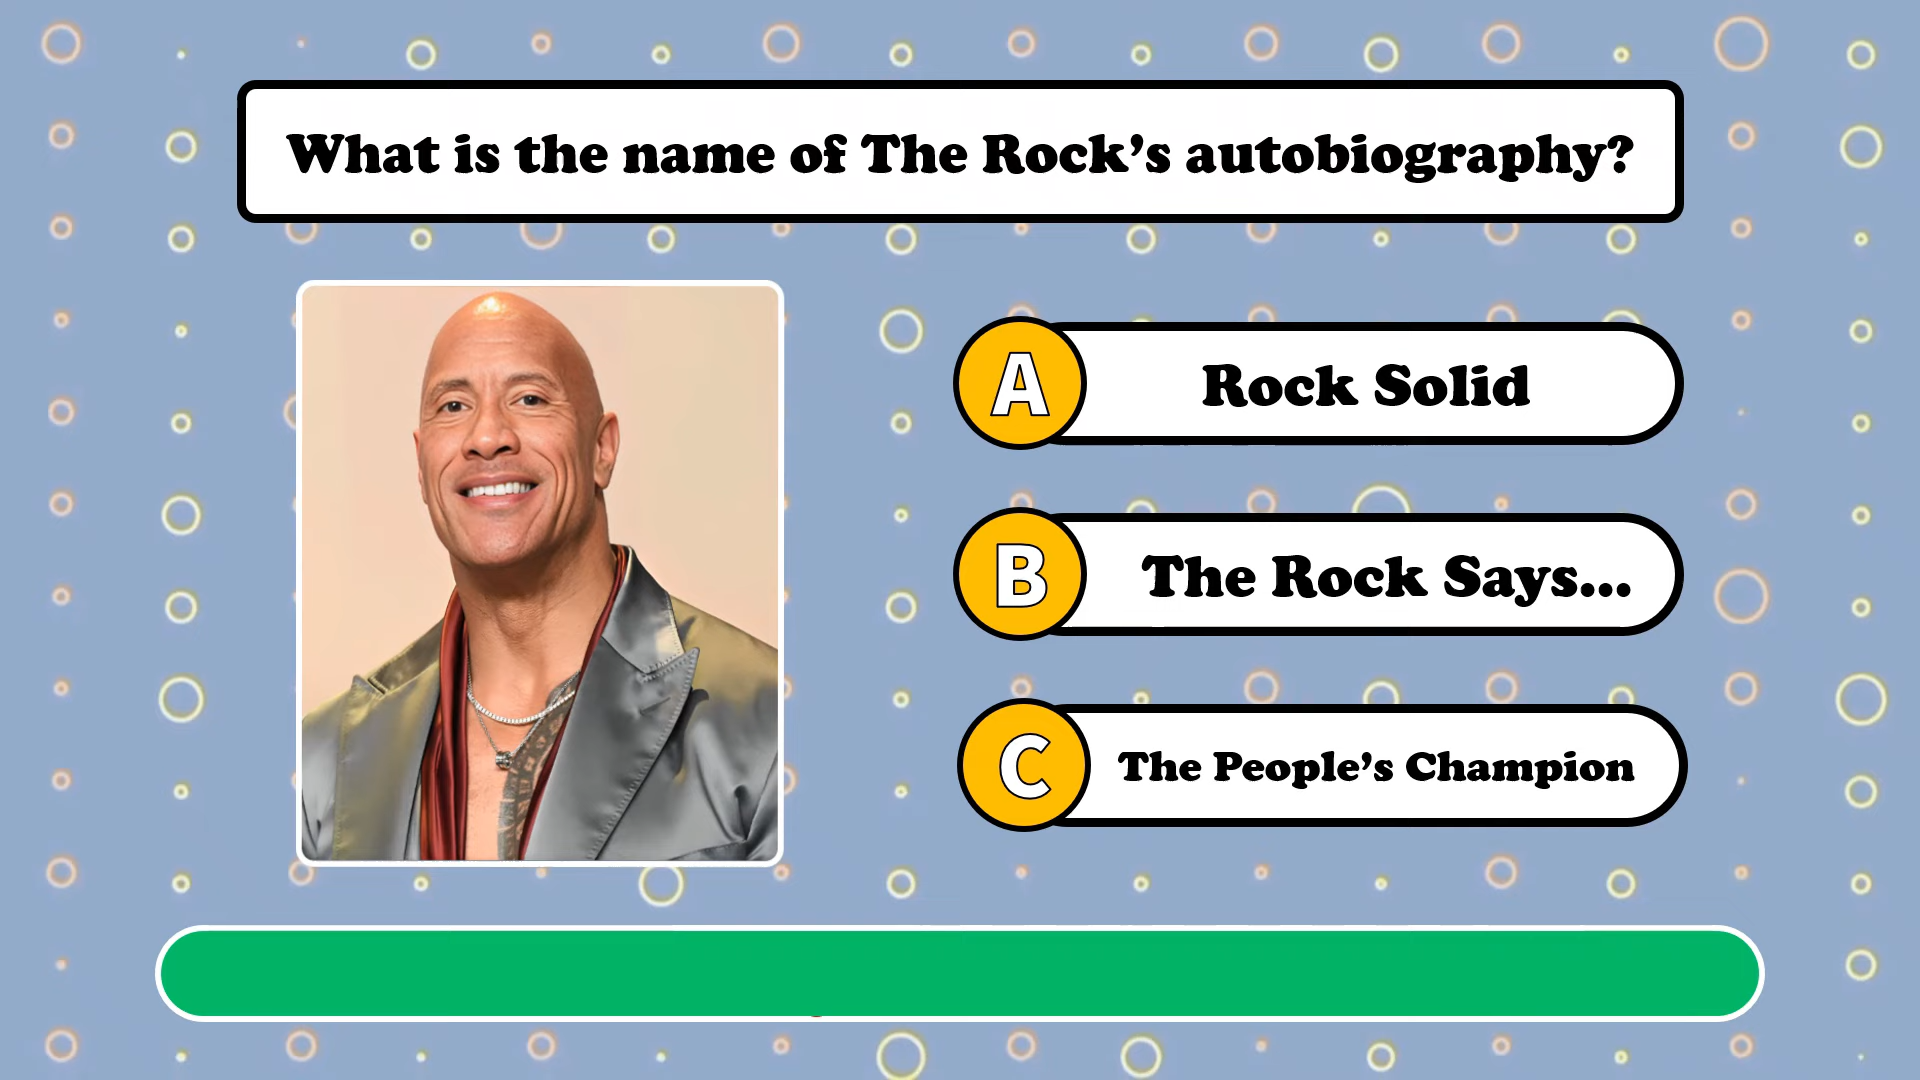 What is the name of The Rock’s autobiography?
A
Rock Solid
B
The Rock Says...
C
The People’s Champion